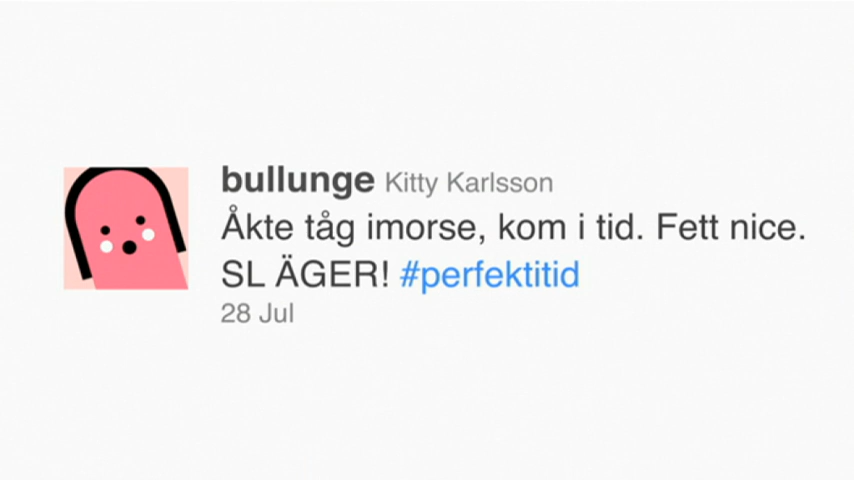 bullunge Kitty Karlsson
Åkte tåg imorse, kom i tid. Fett nice.
SL ÄGER! #perfektitid
28 Jul